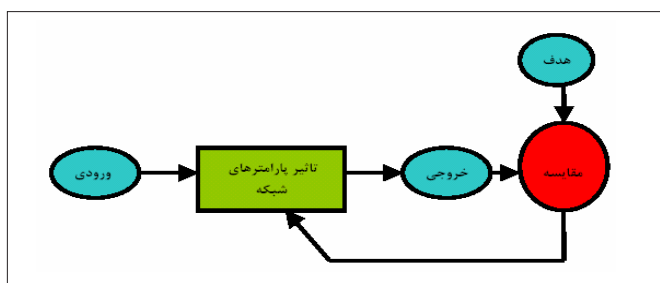 هدف
ورودی
تاثیر پارامترهای
شبکه
خروجی
مقایسه